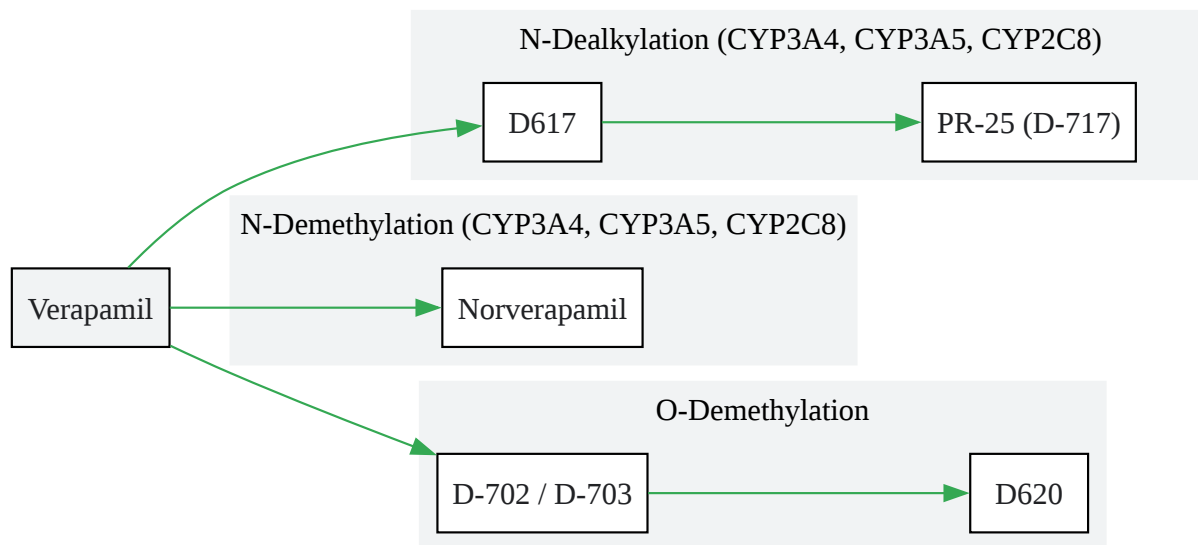 N-Dealkylation (CYP3A4, CYP3A5, CYP2C8)
D617
PR-25 (D-717)
N-Demethylation (CYP3A4, CYP3A5, CYP2C8)
Verapamil
Norverapamil
O-Demethylation
D-702 / D-703
D620